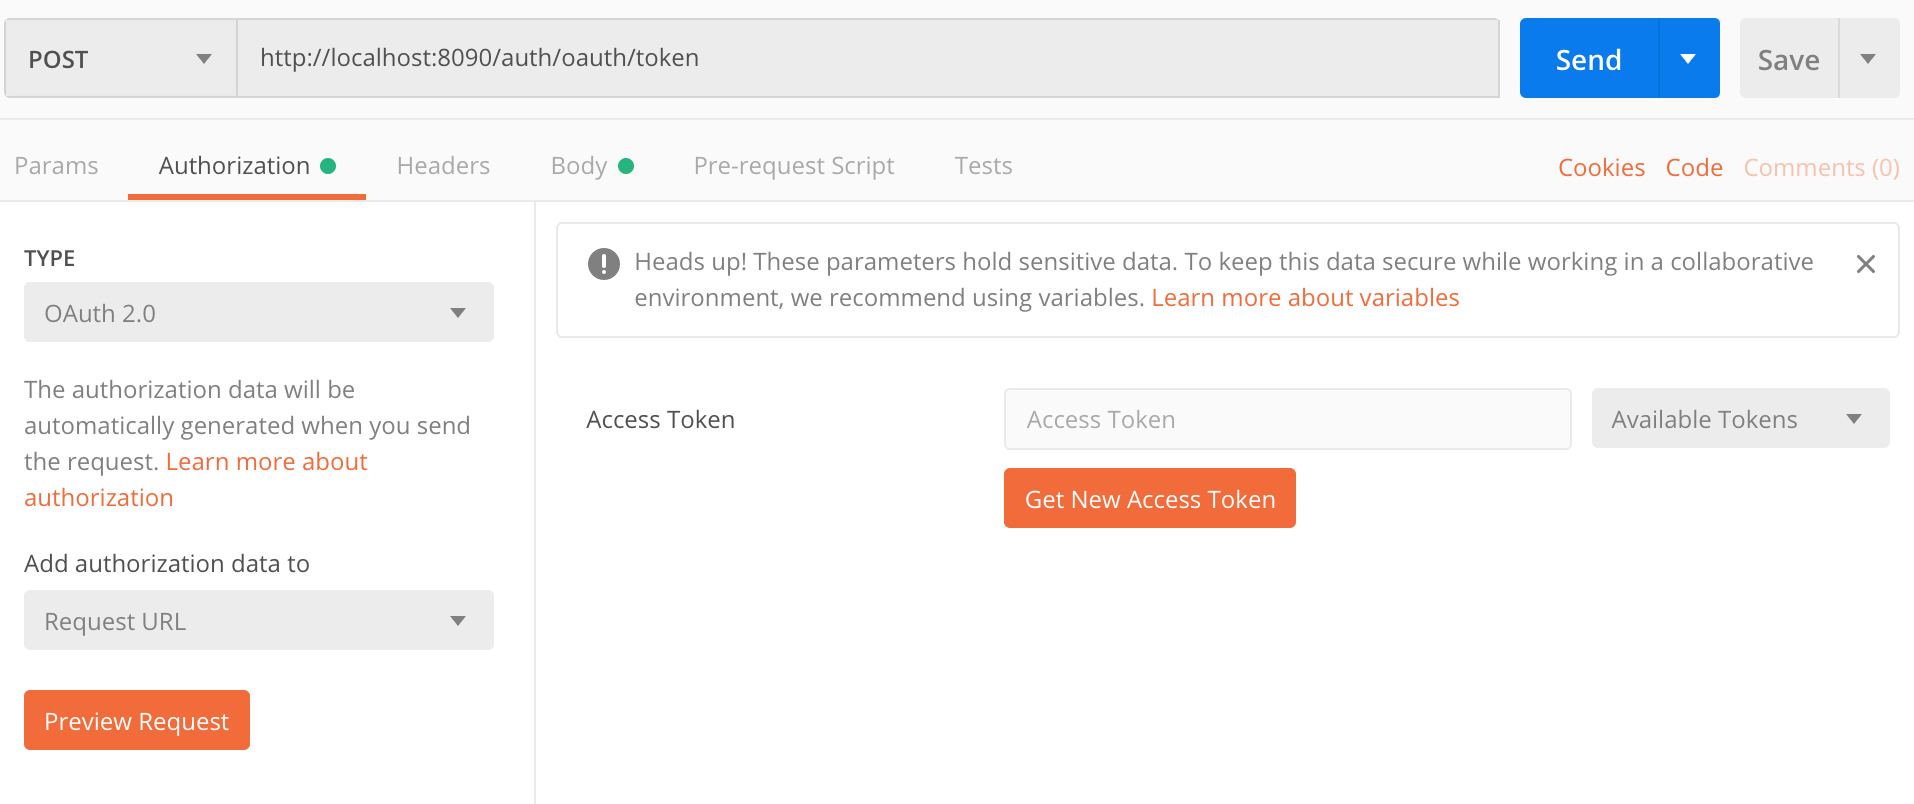 POST
http://localhost:8090/auth/oauth/token
Send
Save
Params
Authorization
Headers
Body
Pre-request Script
Tests
Cookies
Code
Comments (0)
TYPE
OAuth 2.0
The authorization data will be
automatically generated when you send
the request. Learn more about
authorization
Add authorization data to
Request URL
Preview Request
Heads up! These parameters hold sensitive data. To keep this data secure while working in a collaborative
environment, we recommend using variables. Learn more about variables
Access Token
Access Token
Available Tokens
Get New Access Token